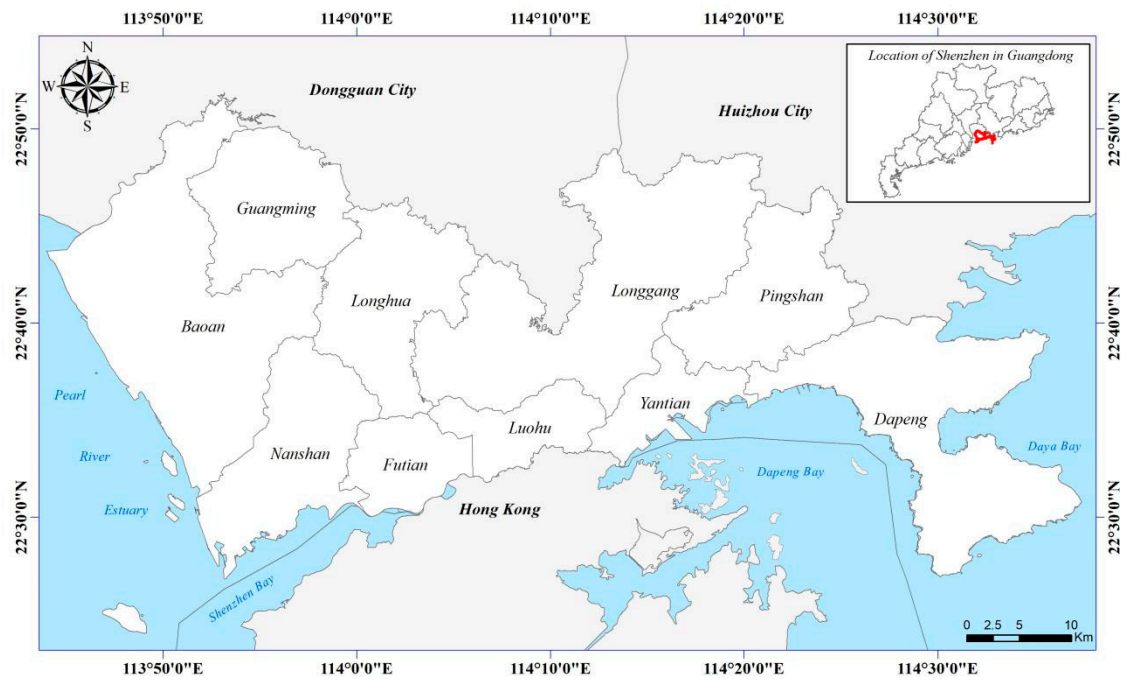 113°50'0"E 114°0'0"E 114°10'0"E 114°20'0"E 114°30'0"E
N
W E
S
Location of Shenzhen in Guangdong
Dongguan City
Huizhou City
22°50'0"N
22°50'0"N
Guangming
Longhua
Longgang
Pingshan
Baoan
22°40'0"N
22°40'0"N
Pearl
River
Estuary
Yantian
Dapeng
Luohu
Nanshan
Futian
Daya Bay
Dapeng Bay
Hong Kong
22°30'0"N
22°30'0"N
Shenzhen Bay
0 2.5 5 10
Km
113°50'0"E 114°0'0"E 114°10'0"E 114°20'0"E 114°30'0"E